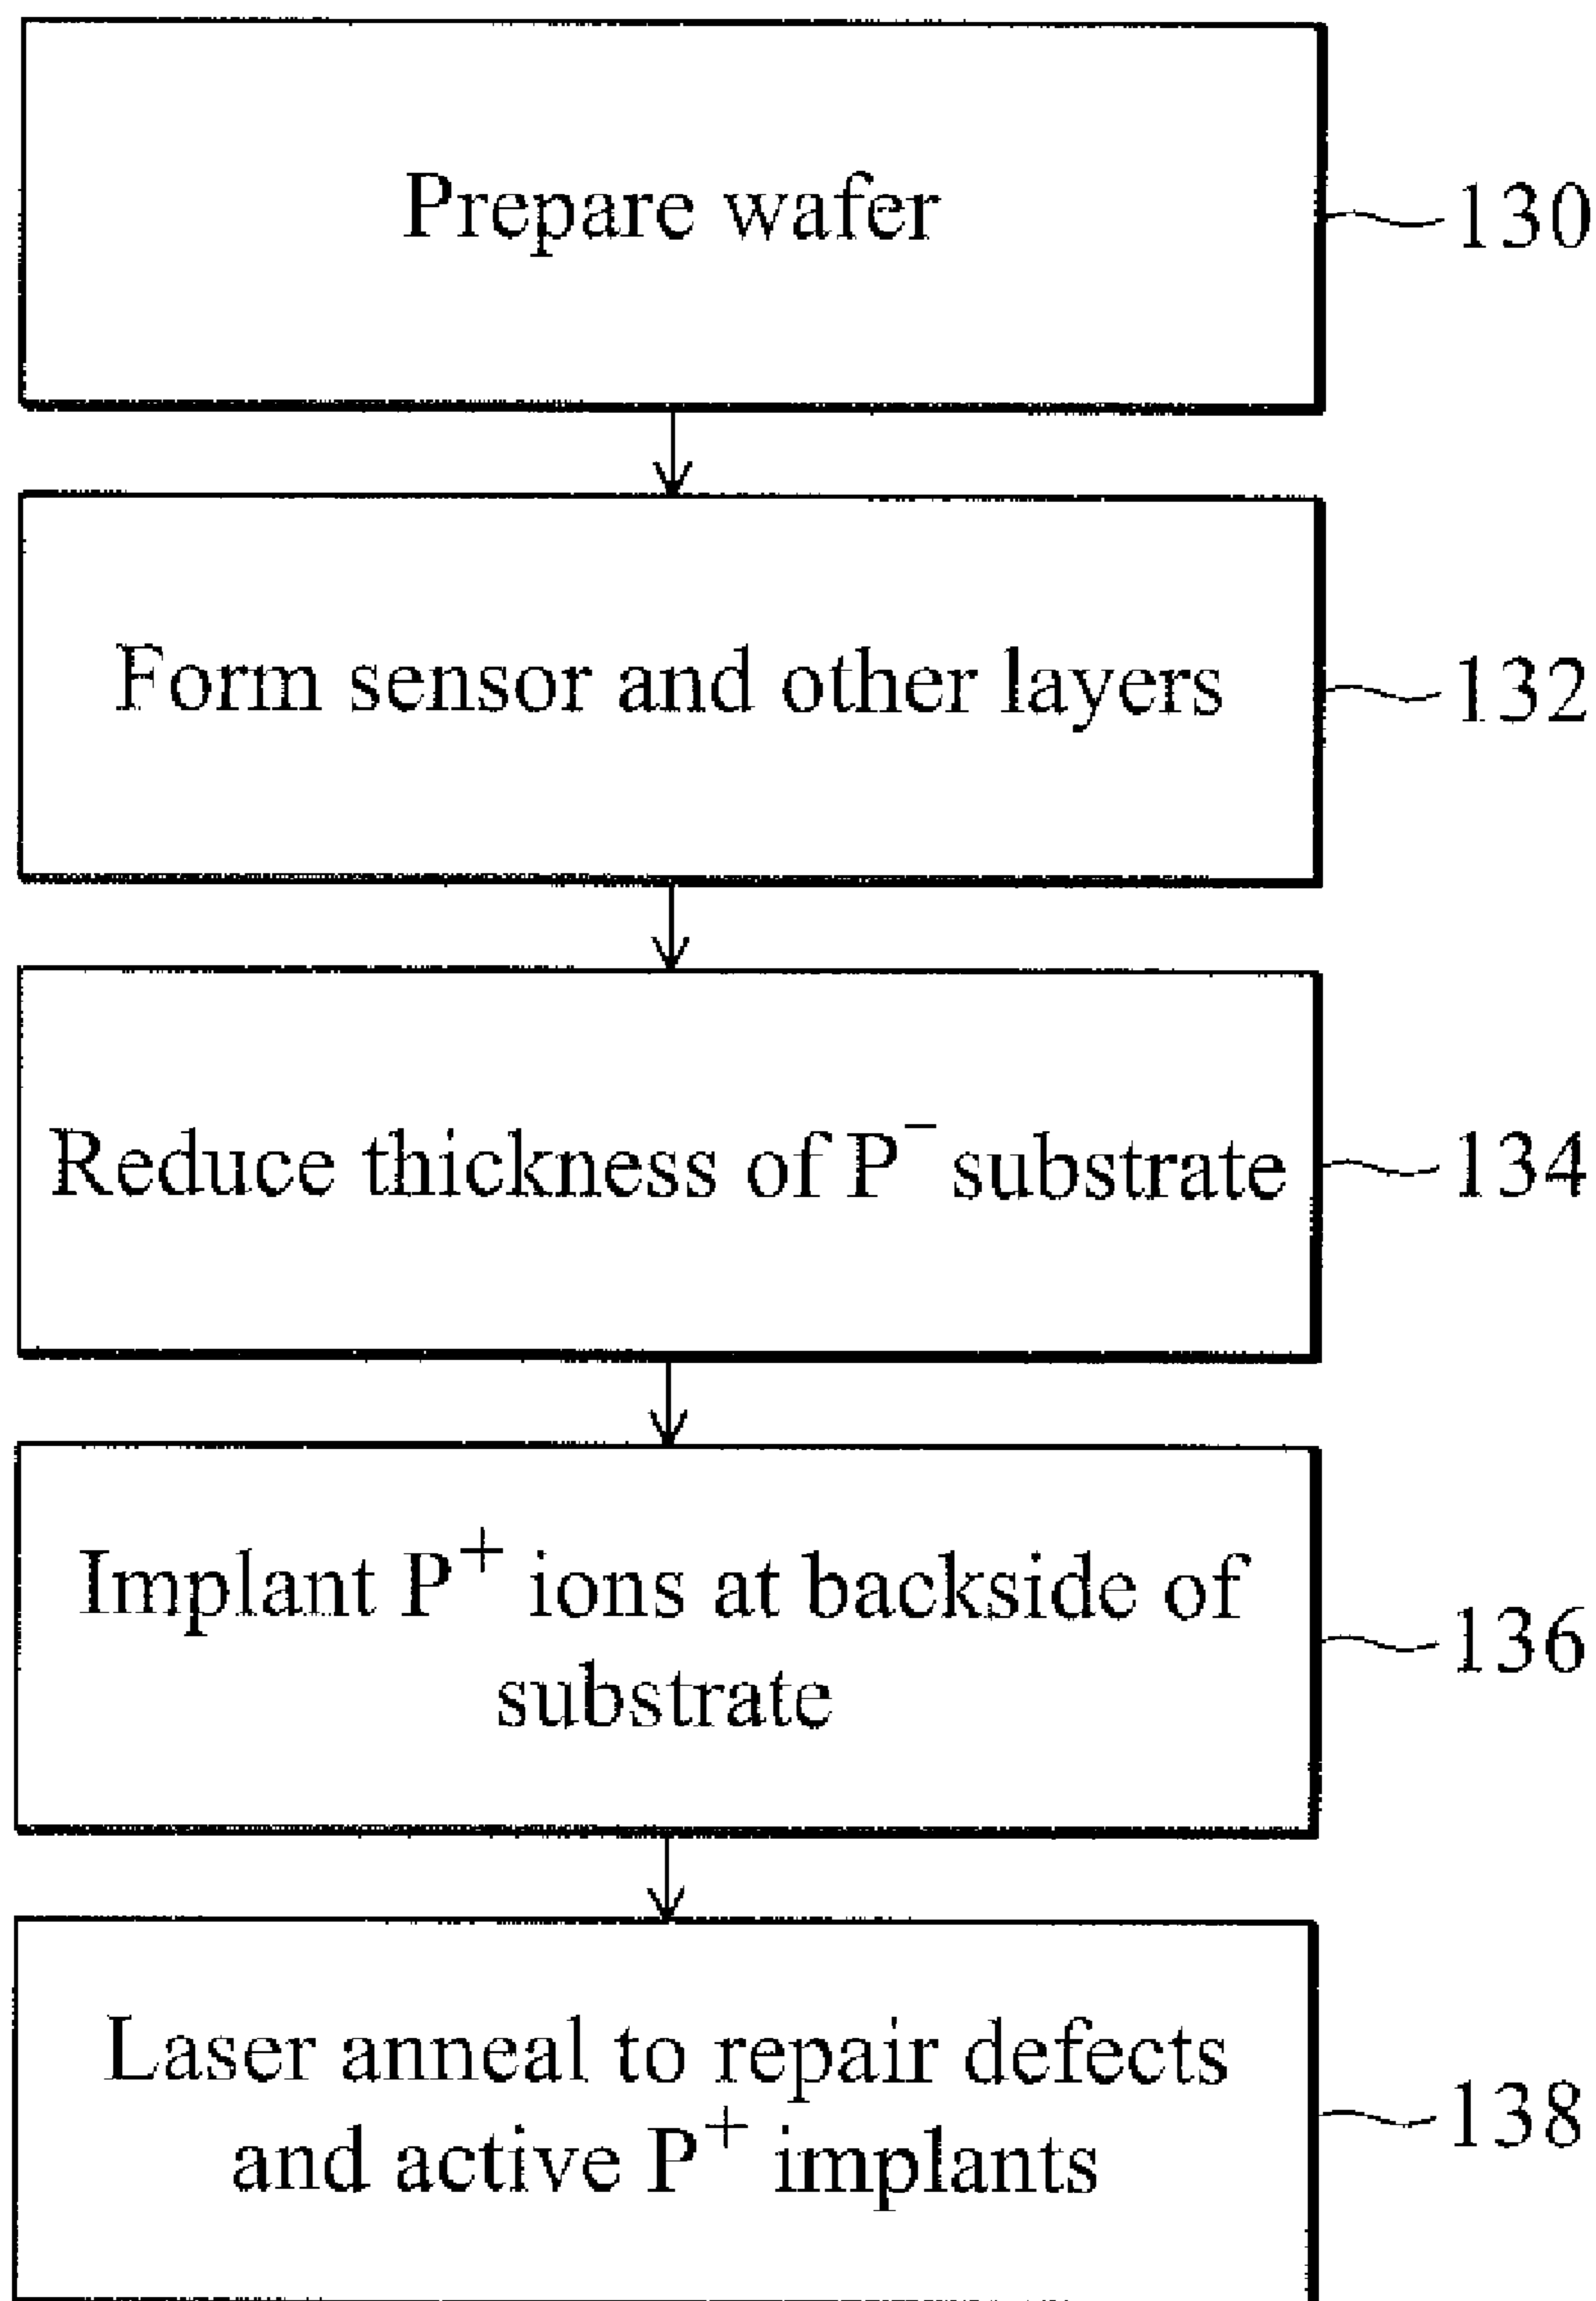 Prepare wafer
130
Form sensor and other layers
132
Reduce thickness of P⁻ substrate
134
Implant P⁺ ions at backside of
substrate
136
Laser anneal to repair defects
and active P⁺ implants
138